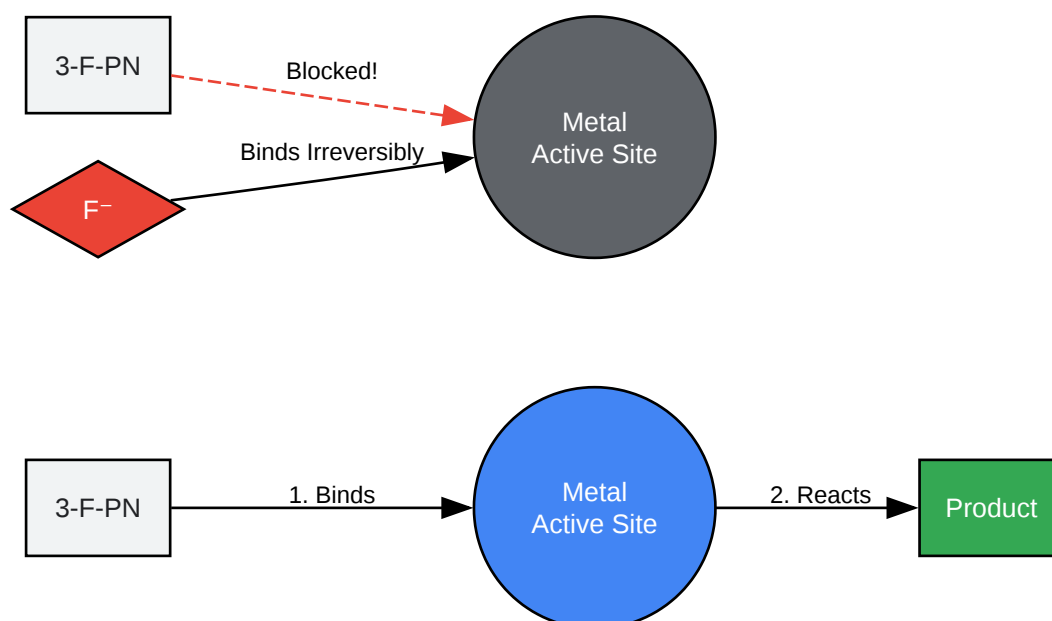 3-F-PN
Blocked!
Metal
Active Site
Binds Irreversibly
F⁻
3-F-PN
1. Binds
Metal
Active Site
2. Reacts
Product